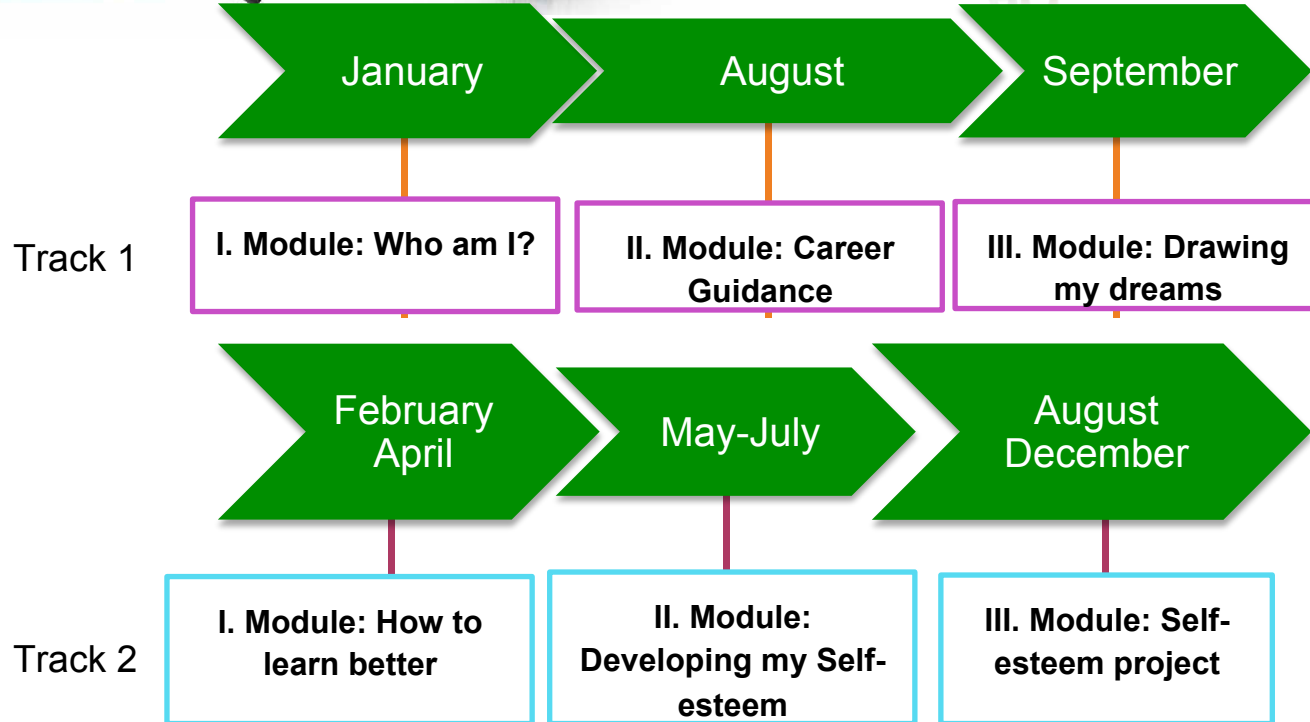 January
August
September
Track 1
I. Module: Who am I?
II. Module: Career
Guidance
III. Module: Drawing
my dreams
February
April
May-July
August
December
Track 2
I. Module: How to
learn better
II. Module:
Developing my Self-
esteem
III. Module: Self-
esteem project